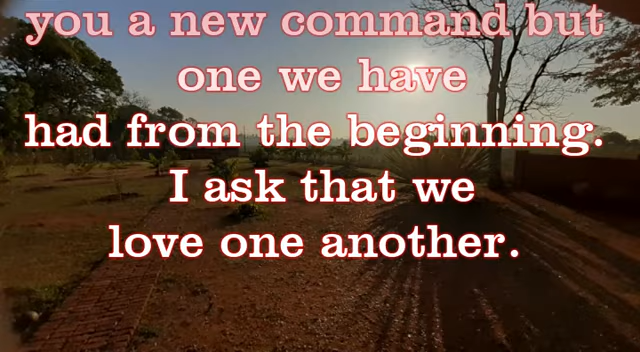 you a new command but
one we have
had from the beginning.
I ask that we
love one another.